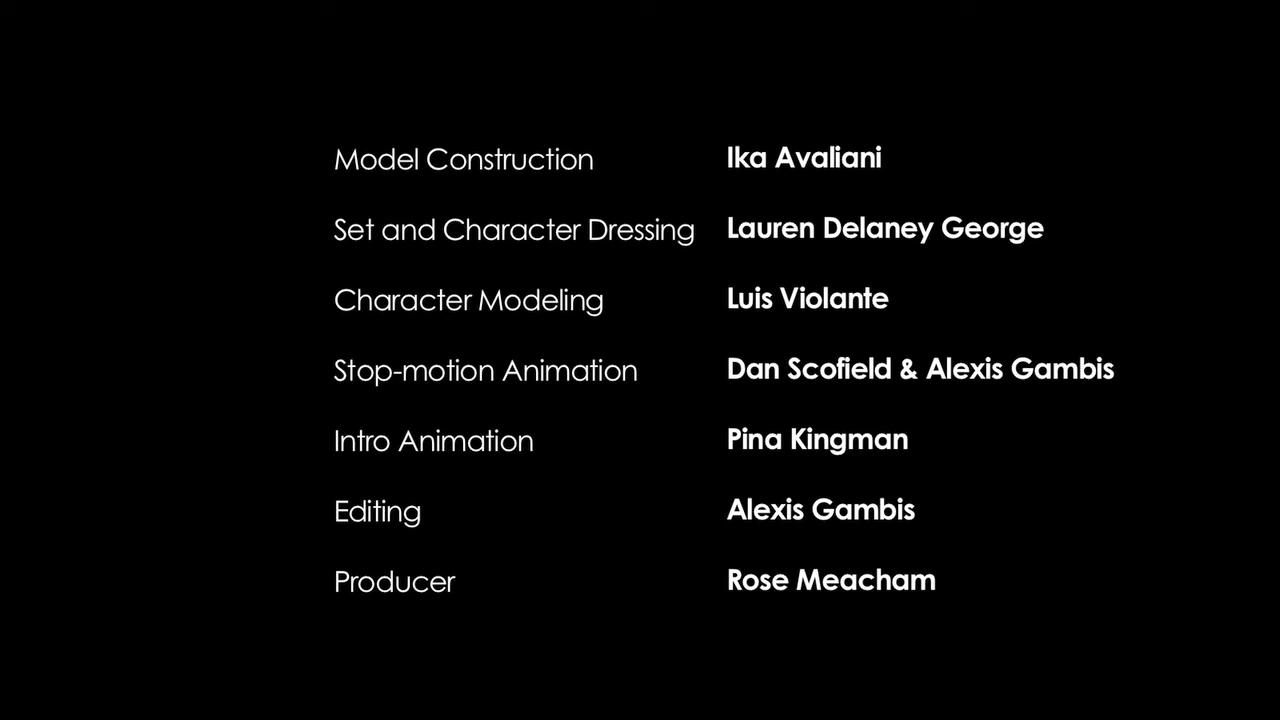 Model Construction Ika Avaliani
Set and Character Dressing Lauren Delaney George
Character Modeling Luis Violante
Stop-motion Animation Dan Scofield & Alexis Gambis
Intro Animation Pina Kingman
Editing Alexis Gambis
Producer Rose Meacham